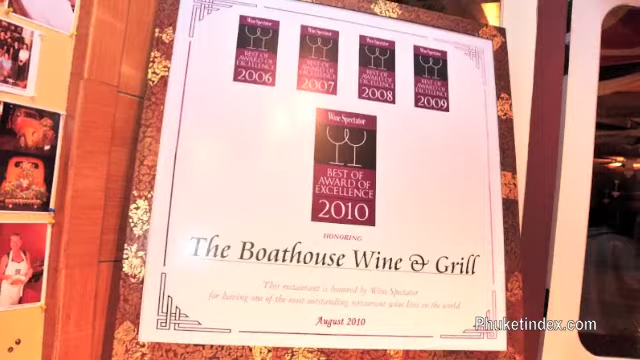 Wine Spectator
BEST OF
AWARD OF
EXCELLENCE
2006
Wine Spectator
BEST OF
AWARD OF
EXCELLENCE
2007
Wine Spectator
BEST OF
AWARD OF
EXCELLENCE
2008
Wine Spectator
BEST OF
AWARD OF
EXCELLENCE
2009
Wine Spectator
BEST OF
AWARD OF
EXCELLENCE
2010
HONORING
The Boathouse Wine & Grill
This restaurant is honored by Wine Spectator
for having one of the most outstanding restaurant wine lists in the world
August 2010
Phuketindex.com